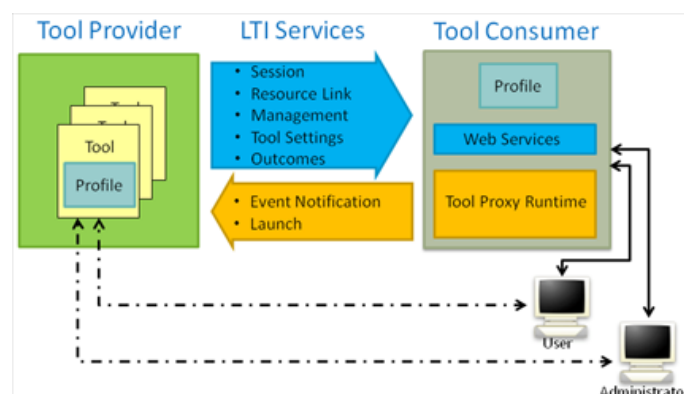 Tool Provider
LTI Services
Tool Consumer
Tool
Profile
• Session
• Resource Link
• Management
• Tool Settings
• Outcomes
• Event Notification
• Launch
Profile
Web Services
Tool Proxy Runtime
User
Administrato